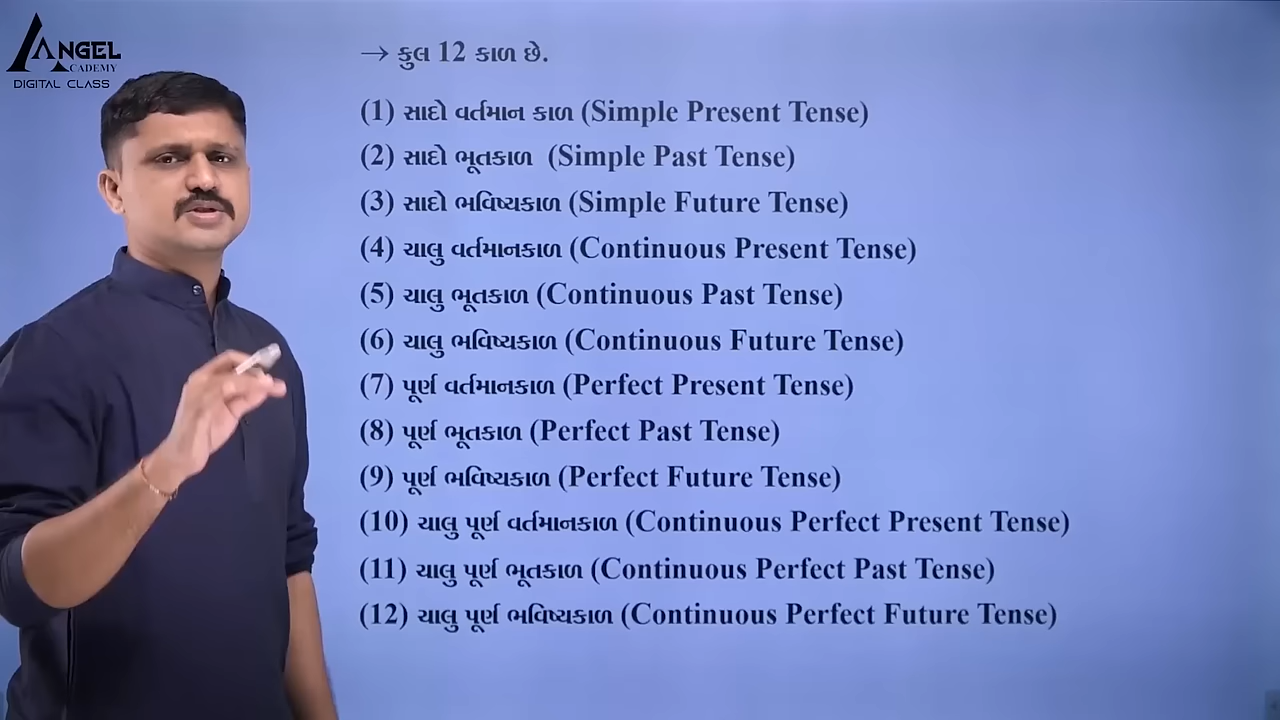 ANGEL
ACADEMY
DIGITAL CLASS
→ કુલ 12 કાળ છે.
(1) સાદો વર્તમાન કાળ (Simple Present Tense)
(2) સાદો ભૂતકાળ (Simple Past Tense)
(3) સાદો ભવિષ્યકાળ (Simple Future Tense)
(4) ચાલુ વર્તમાનકાળ (Continuous Present Tense)
(5) ચાલુ ભૂતકાળ (Continuous Past Tense)
(6) ચાલુ ભવિષ્યકાળ (Continuous Future Tense)
(7) પૂર્ણ વર્તમાનકાળ (Perfect Present Tense)
(8) પૂર્ણ ભૂતકાળ (Perfect Past Tense)
(9) પૂર્ણ ભવિષ્યકાળ (Perfect Future Tense)
(10) ચાલુ પૂર્ણ વર્તમાનકાળ (Continuous Perfect Present Tense)
(11) ચાલુ પૂર્ણ ભૂતકાળ (Continuous Perfect Past Tense)
(12) ચાલુ પૂર્ણ ભવિષ્યકાળ (Continuous Perfect Future Tense)